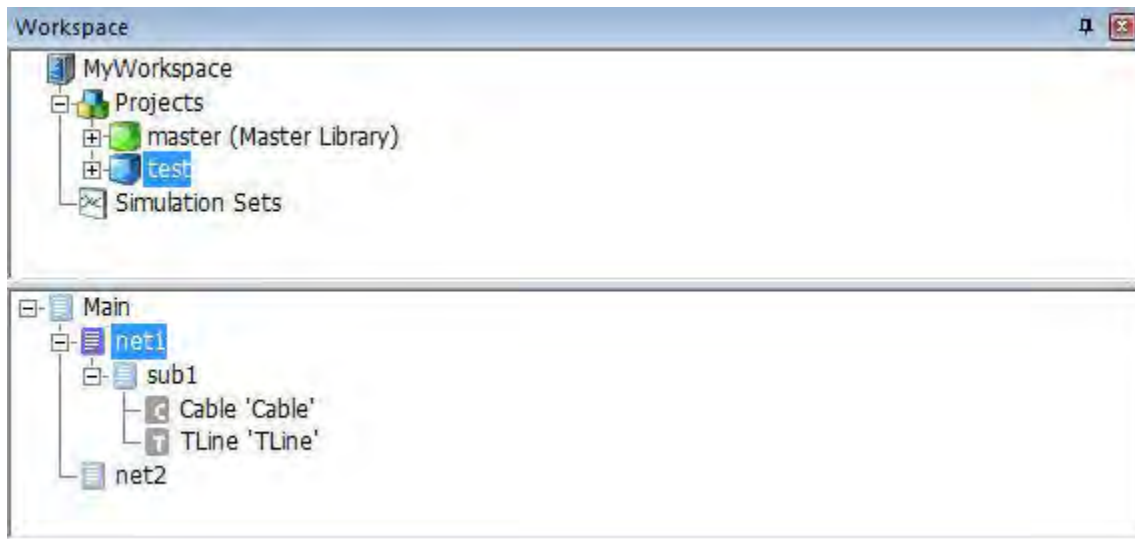 Workspace
MyWorkspace
Projects
master (Master Library)
test
Simulation Sets
Main
net1
sub1
C Cable 'Cable'
T TLine 'TLine'
net2